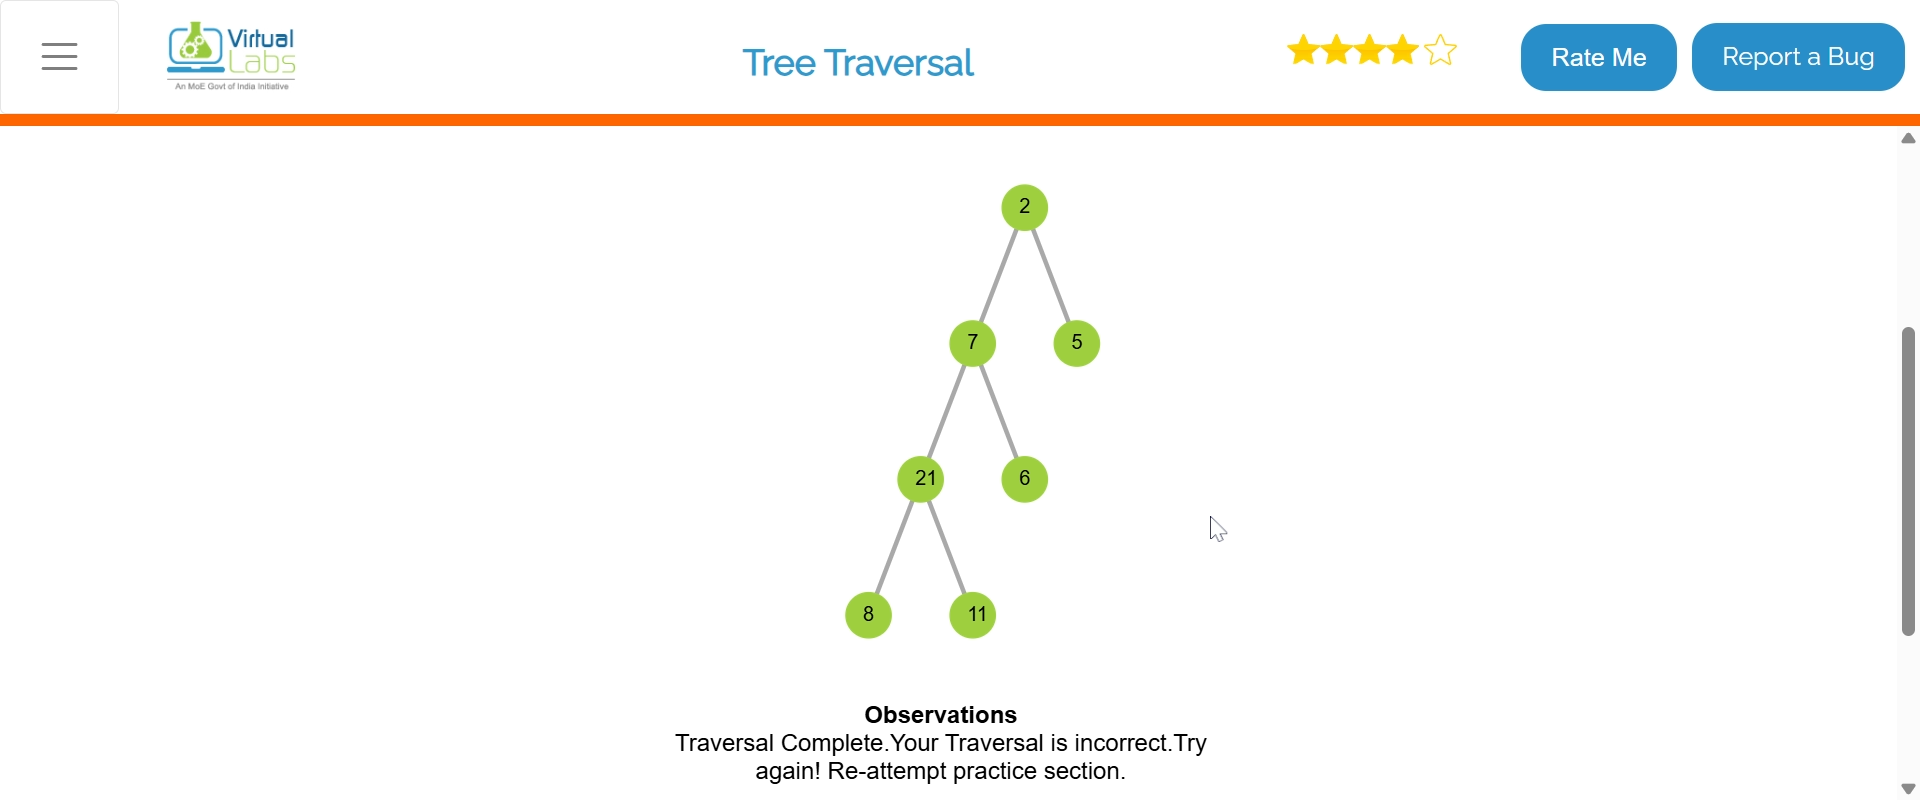 Virtual
Labs
An MoE Govt of India Initiative
Tree Traversal
Rate Me
Report a Bug
2
7
5
21
6
8
11
Observations
Traversal Complete.Your Traversal is incorrect.Try
again! Re-attempt practice section.